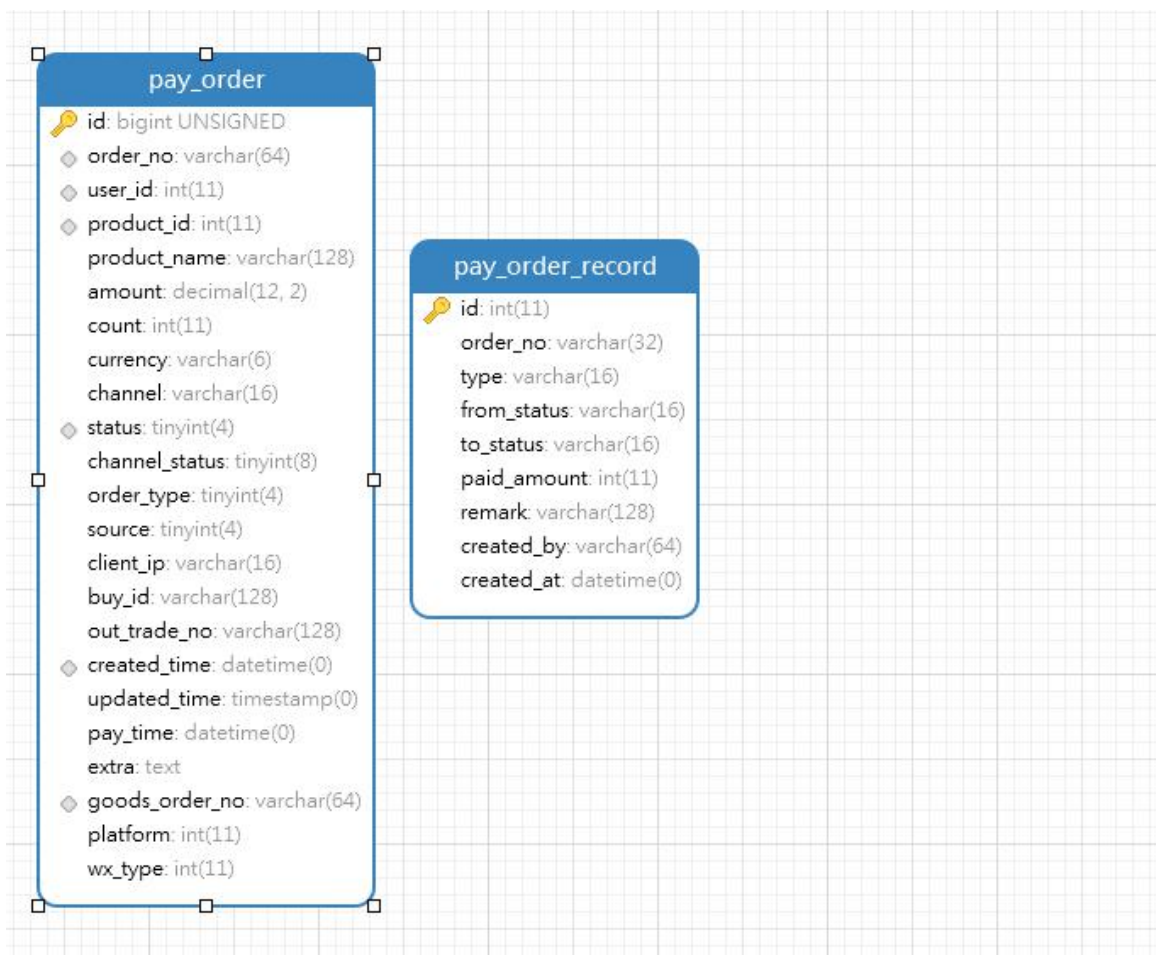 pay_order
id: bigint UNSIGNED
order_no: varchar(64)
user_id: int(11)
product_id: int(11)
product_name: varchar(128)
amount: decimal(12, 2)
count: int(11)
currency: varchar(6)
channel: varchar(16)
status: tinyint(4)
channel_status: tinyint(8)
order_type: tinyint(4)
source: tinyint(4)
client_ip: varchar(16)
buy_id: varchar(128)
out_trade_no: varchar(128)
created_time: datetime(0)
updated_time: timestamp(0)
pay_time: datetime(0)
extra: text
goods_order_no: varchar(64)
platform: int(11)
wx_type: int(11)
pay_order_record
id: int(11)
order_no: varchar(32)
type: varchar(16)
from_status: varchar(16)
to_status: varchar(16)
paid_amount: int(11)
remark: varchar(128)
created_by: varchar(64)
created_at: datetime(0)